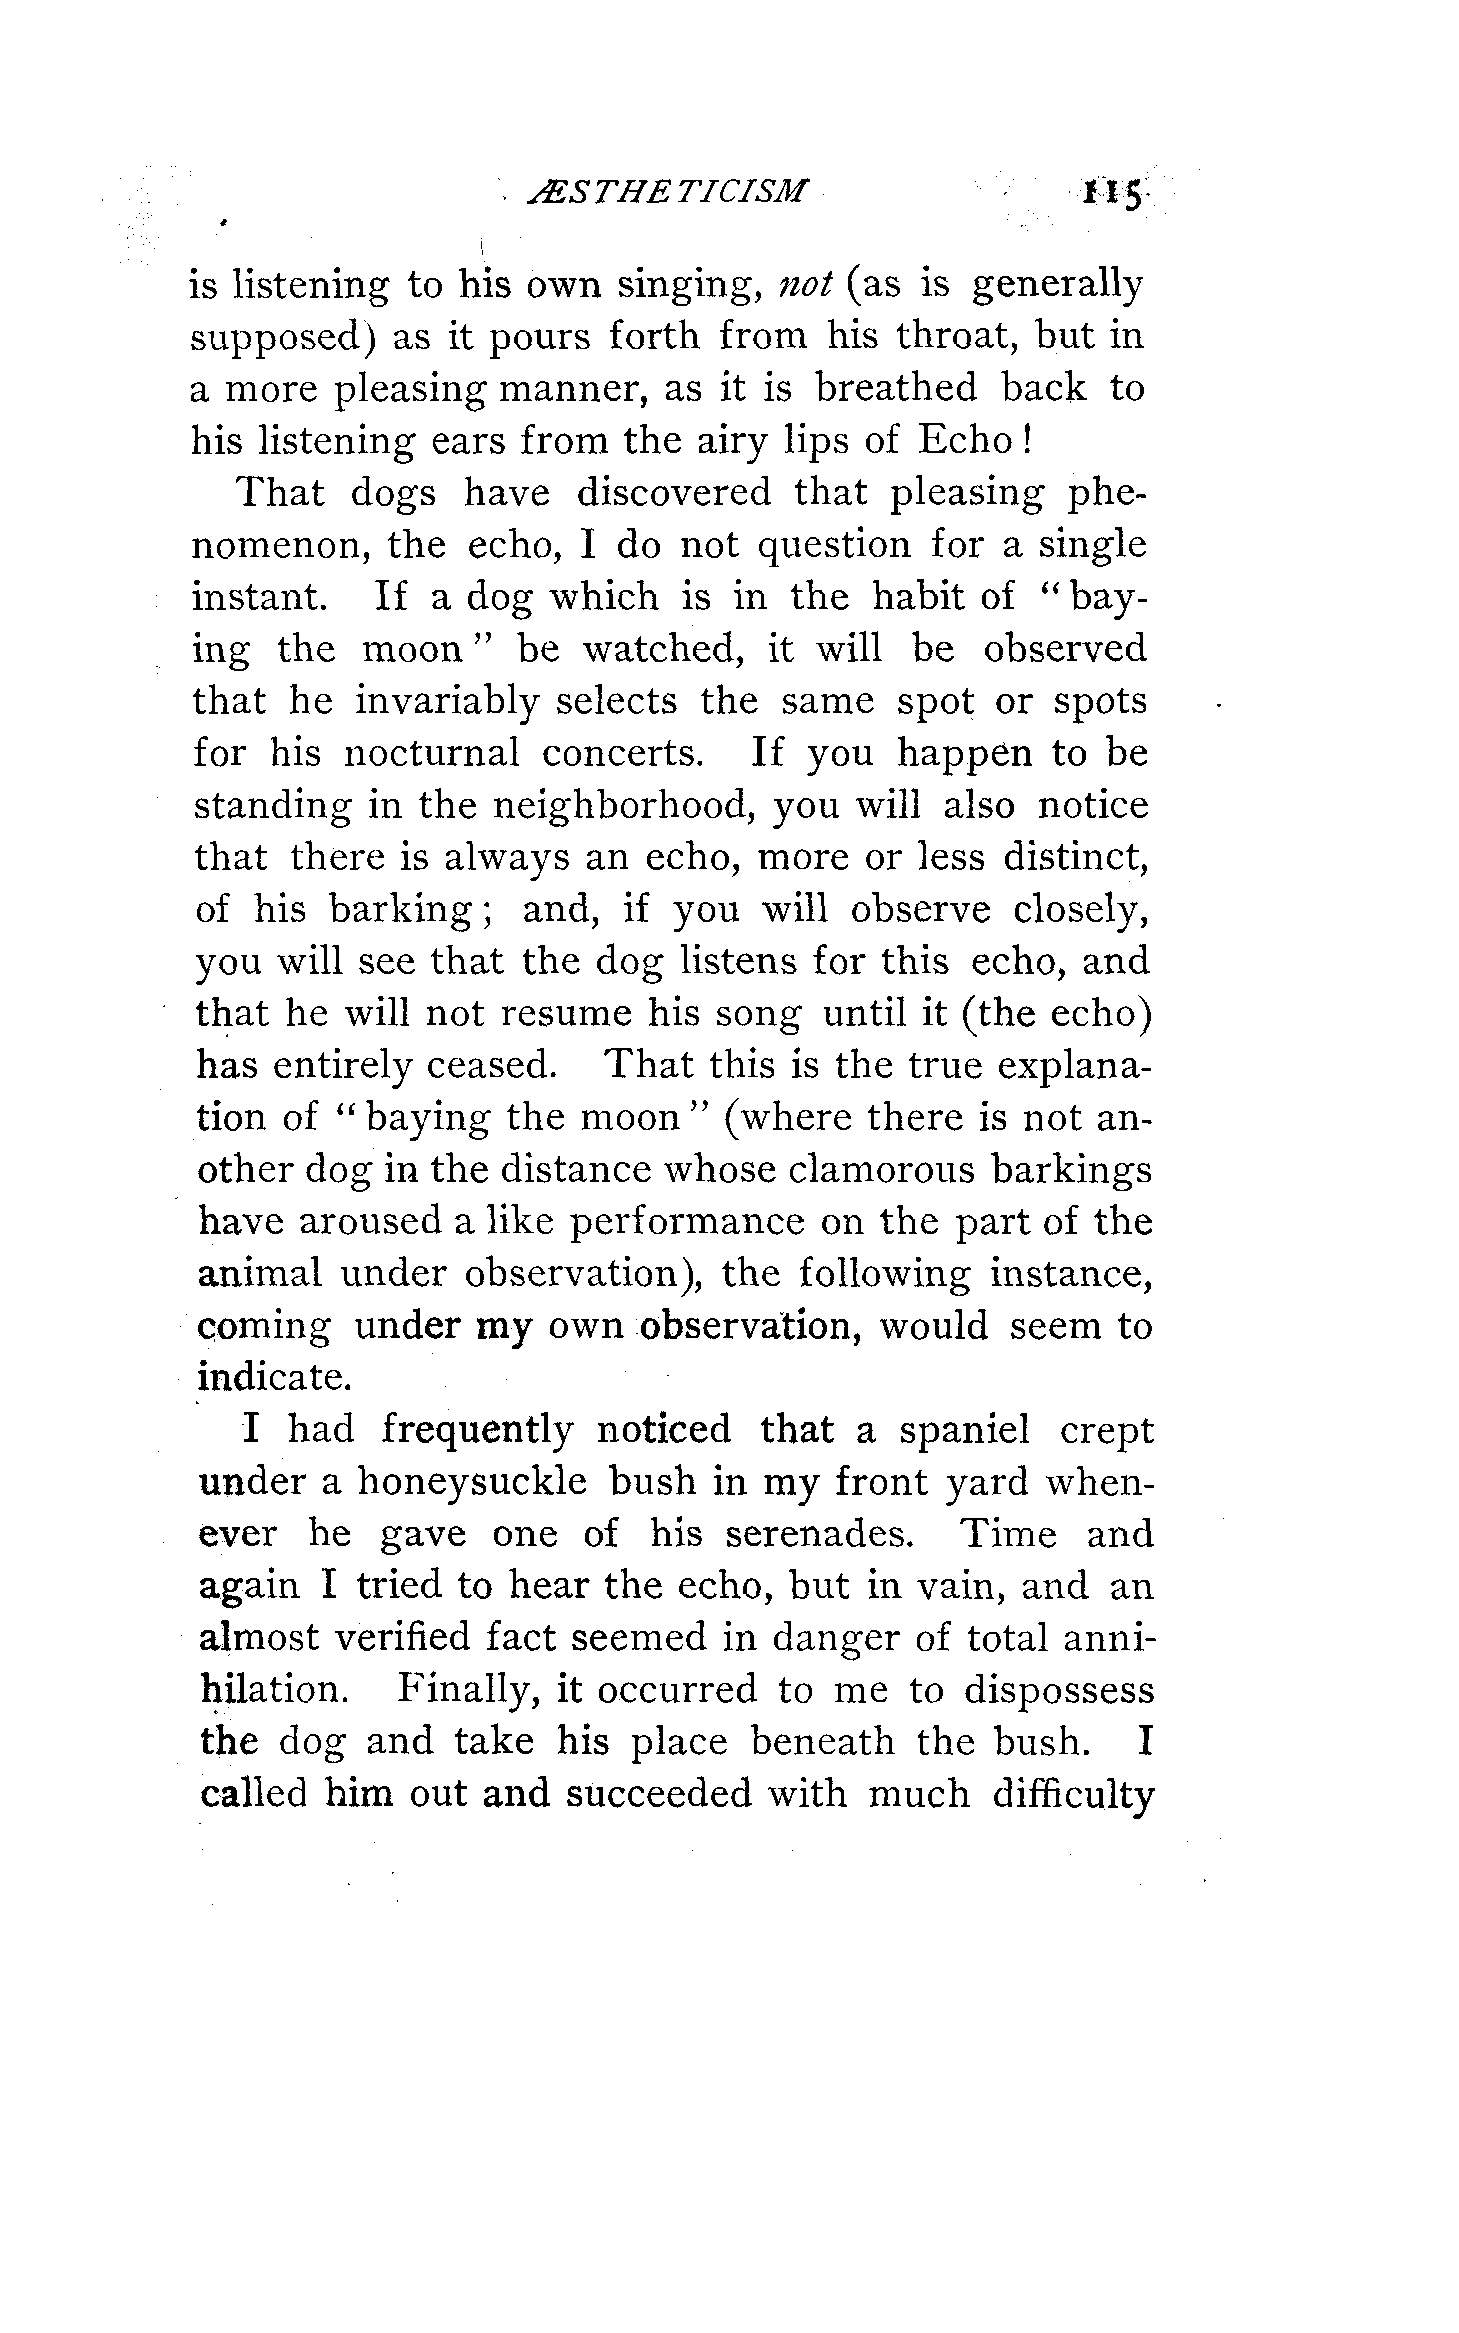 ÆSTHETICISM 115
is listening to his own singing, not (as is generally
supposed) as it pours forth from his throat, but in
a more pleasing manner, as it is breathed back to
his listening ears from the airy lips of Echo !
That dogs have discovered that pleasing phe-
nomenon, the echo, I do not question for a single
instant. If a dog which is in the habit of “ bay-
ing the moon ” be watched, it will be observed
that he invariably selects the same spot or spots
for his nocturnal concerts. If you happen to be
standing in the neighborhood, you will also notice
that there is always an echo, more or less distinct,
of his barking ; and, if you will observe closely,
you will see that the dog listens for this echo, and
that he will not resume his song until it (the echo)
has entirely ceased. That this is the true explana-
tion of “ baying the moon ” (where there is not an-
other dog in the distance whose clamorous barkings
have aroused a like performance on the part of the
animal under observation), the following instance,
coming under my own observation, would seem to
indicate.
I had frequently noticed that a spaniel crept
under a honeysuckle bush in my front yard when-
ever he gave one of his serenades. Time and
again I tried to hear the echo, but in vain, and an
almost verified fact seemed in danger of total anni-
hilation. Finally, it occurred to me to dispossess
the dog and take his place beneath the bush. I
called him out and succeeded with much difficulty